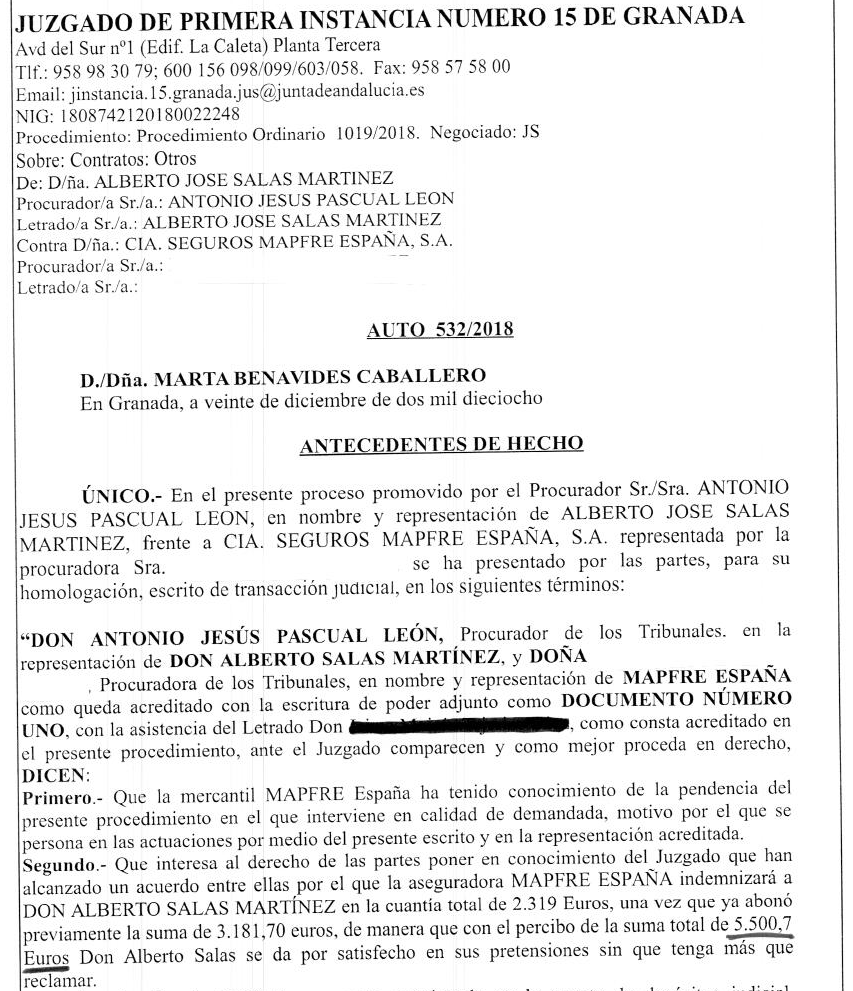 JUZGADO DE PRIMERA INSTANCIA NUMERO 15 DE GRANADA
Avd del Sur nº1 (Edif. La Caleta) Planta Tercera
Tlf.: 958 98 30 79; 600 156 098/099/603/058. Fax: 958 57 58 00
Email: jinstancia.15.granada.jus@juntadeandalucia.es
NIG: 1808742120180022248
Procedimiento: Procedimiento Ordinario 1019/2018. Negociado: JS
Sobre: Contratos: Otros
De: D/ña. ALBERTO JOSE SALAS MARTINEZ
Procurador/a Sr./a.: ANTONIO JESUS PASCUAL LEON
Letrado/a Sr./a.: ALBERTO JOSE SALAS MARTINEZ
Contra D/ña.: CIA. SEGUROS MAPFRE ESPAÑA, S.A.
Procurador/a Sr./a.:
Letrado/a Sr./a.:
AUTO 532/2018
D./Dña. MARTA BENAVIDES CABALLERO
En Granada, a veinte de diciembre de dos mil dieciocho
ANTECEDENTES DE HECHO
ÚNICO.- En el presente proceso promovido por el Procurador Sr./Sra. ANTONIO
JESUS PASCUAL LEON, en nombre y representación de ALBERTO JOSE SALAS
MARTINEZ, frente a CIA. SEGUROS MAPFRE ESPAÑA, S.A. representada por la
procuradora Sra. se ha presentado por las partes, para su
homologación, escrito de transacción judicial, en los siguientes términos:
“DON ANTONIO JESÚS PASCUAL LEÓN, Procurador de los Tribunales. en la
representación de DON ALBERTO SALAS MARTÍNEZ, y DOÑA
, Procuradora de los Tribunales, en nombre y representación de MAPFRE ESPAÑA
como queda acreditado con la escritura de poder adjunto como DOCUMENTO NÚMERO
UNO, con la asistencia del Letrado Don , como consta acreditado en
el presente procedimiento, ante el Juzgado comparecen y como mejor proceda en derecho,
DICEN:
Primero.- Que la mercantil MAPFRE España ha tenido conocimiento de la pendencia del
presente procedimiento en el que interviene en calidad de demandada, motivo por el que se
persona en las actuaciones por medio del presente escrito y en la representación acreditada.
Segundo.- Que interesa al derecho de las partes poner en conocimiento del Juzgado que han
alcanzado un acuerdo entre ellas por el que la aseguradora MAPFRE ESPAÑA indemnizará a
DON ALBERTO SALAS MARTÍNEZ en la cuantía total de 2.319 Euros, una vez que ya abonó
previamente la suma de 3.181,70 euros, de manera que con el percibo de la suma total de 5.500,7
Euros Don Alberto Salas se da por satisfecho en sus pretensiones sin que tenga más que
reclamar.